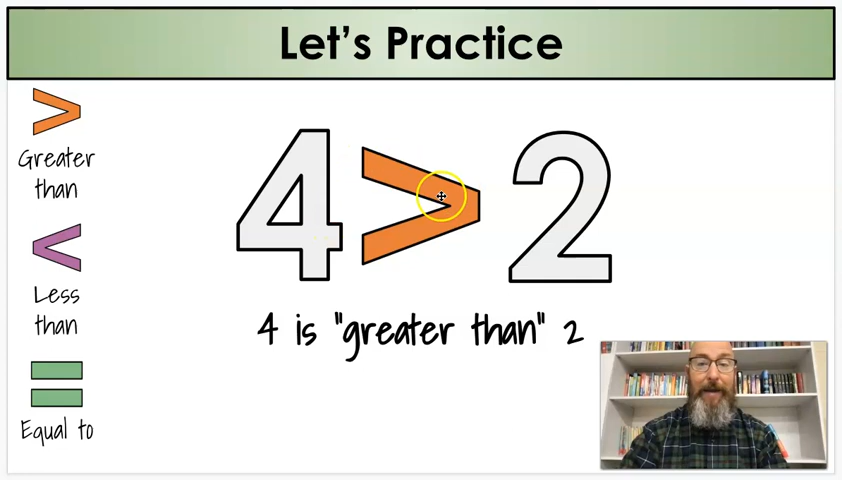 Let's Practice
>
Greater
than
<
Less
than
=
Equal to
4 > 2
4 is "greater than" 2